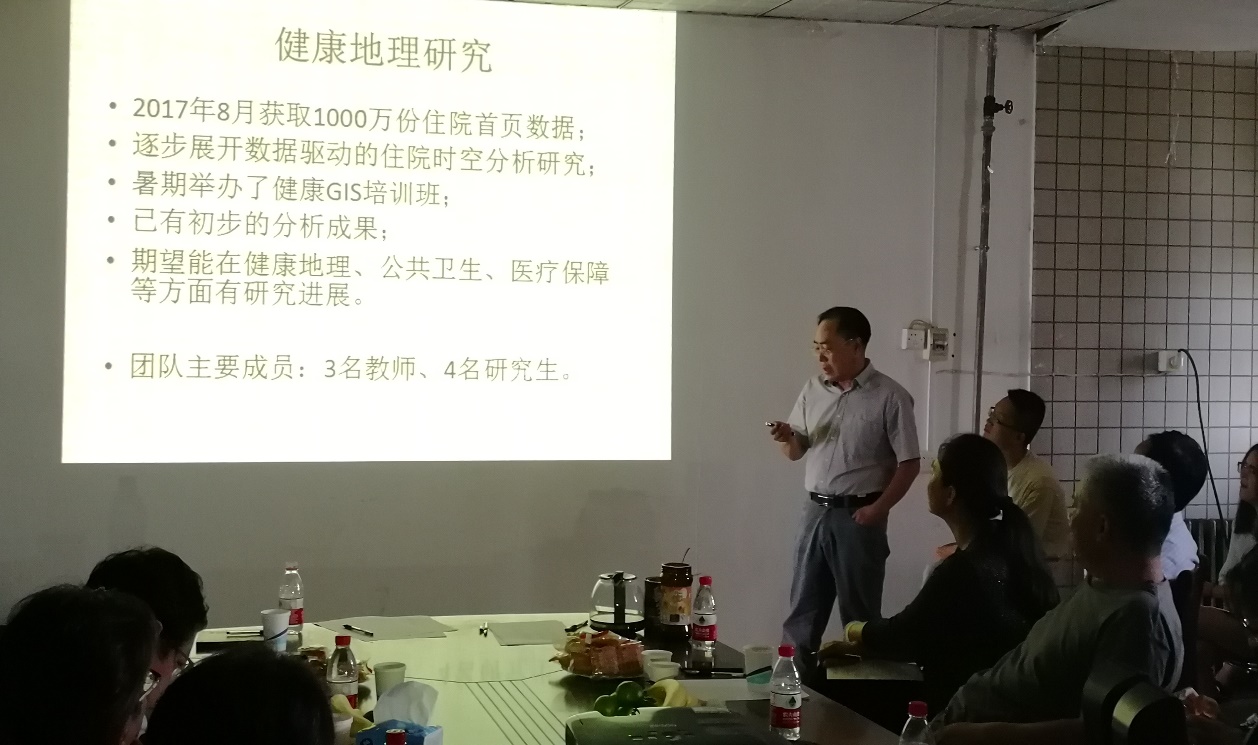 健康地理研究
• 2017年8月获取1000万份住院首页数据；
• 逐步展开数据驱动的住院时空分析研究；
• 暑期举办了健康GIS培训班；
• 已有初步的分析成果；
• 期望能在健康地理、公共卫生、医疗保障
等方面有研究进展。
• 团队主要成员：3名教师、4名研究生。